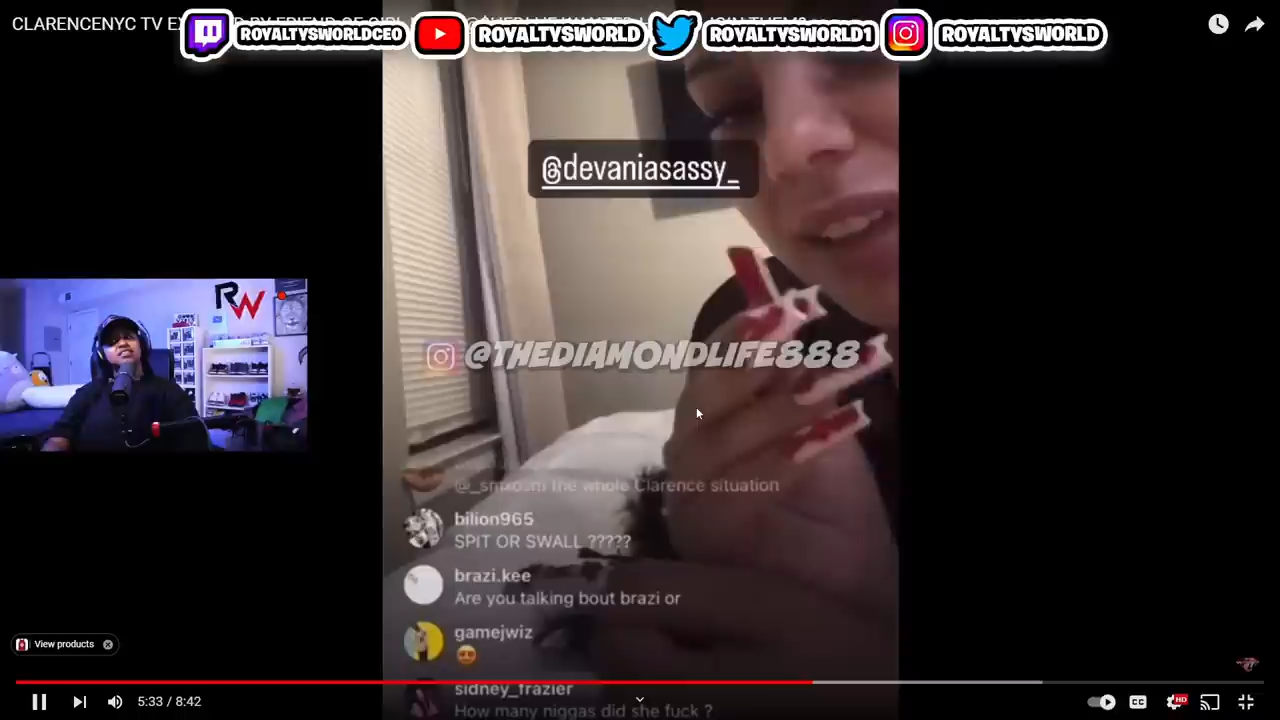 CLARENCENYC TV
ROYALTYSWORLDCEO
ROYALTYSWORLD
ROYALTYSWORLD1
ROYALTYSWORLD
@devaniasassy_
RW
@THEDIAMONDLIFE888
the whole Clarence situation
bilion965
SPIT OR SWALL ?????
brazi.kee
Are you talking bout brazi or
gamejwiz
sidney_frazier
How many niggas did she fuck ?
View products
5:33 / 8:42
CC
HD